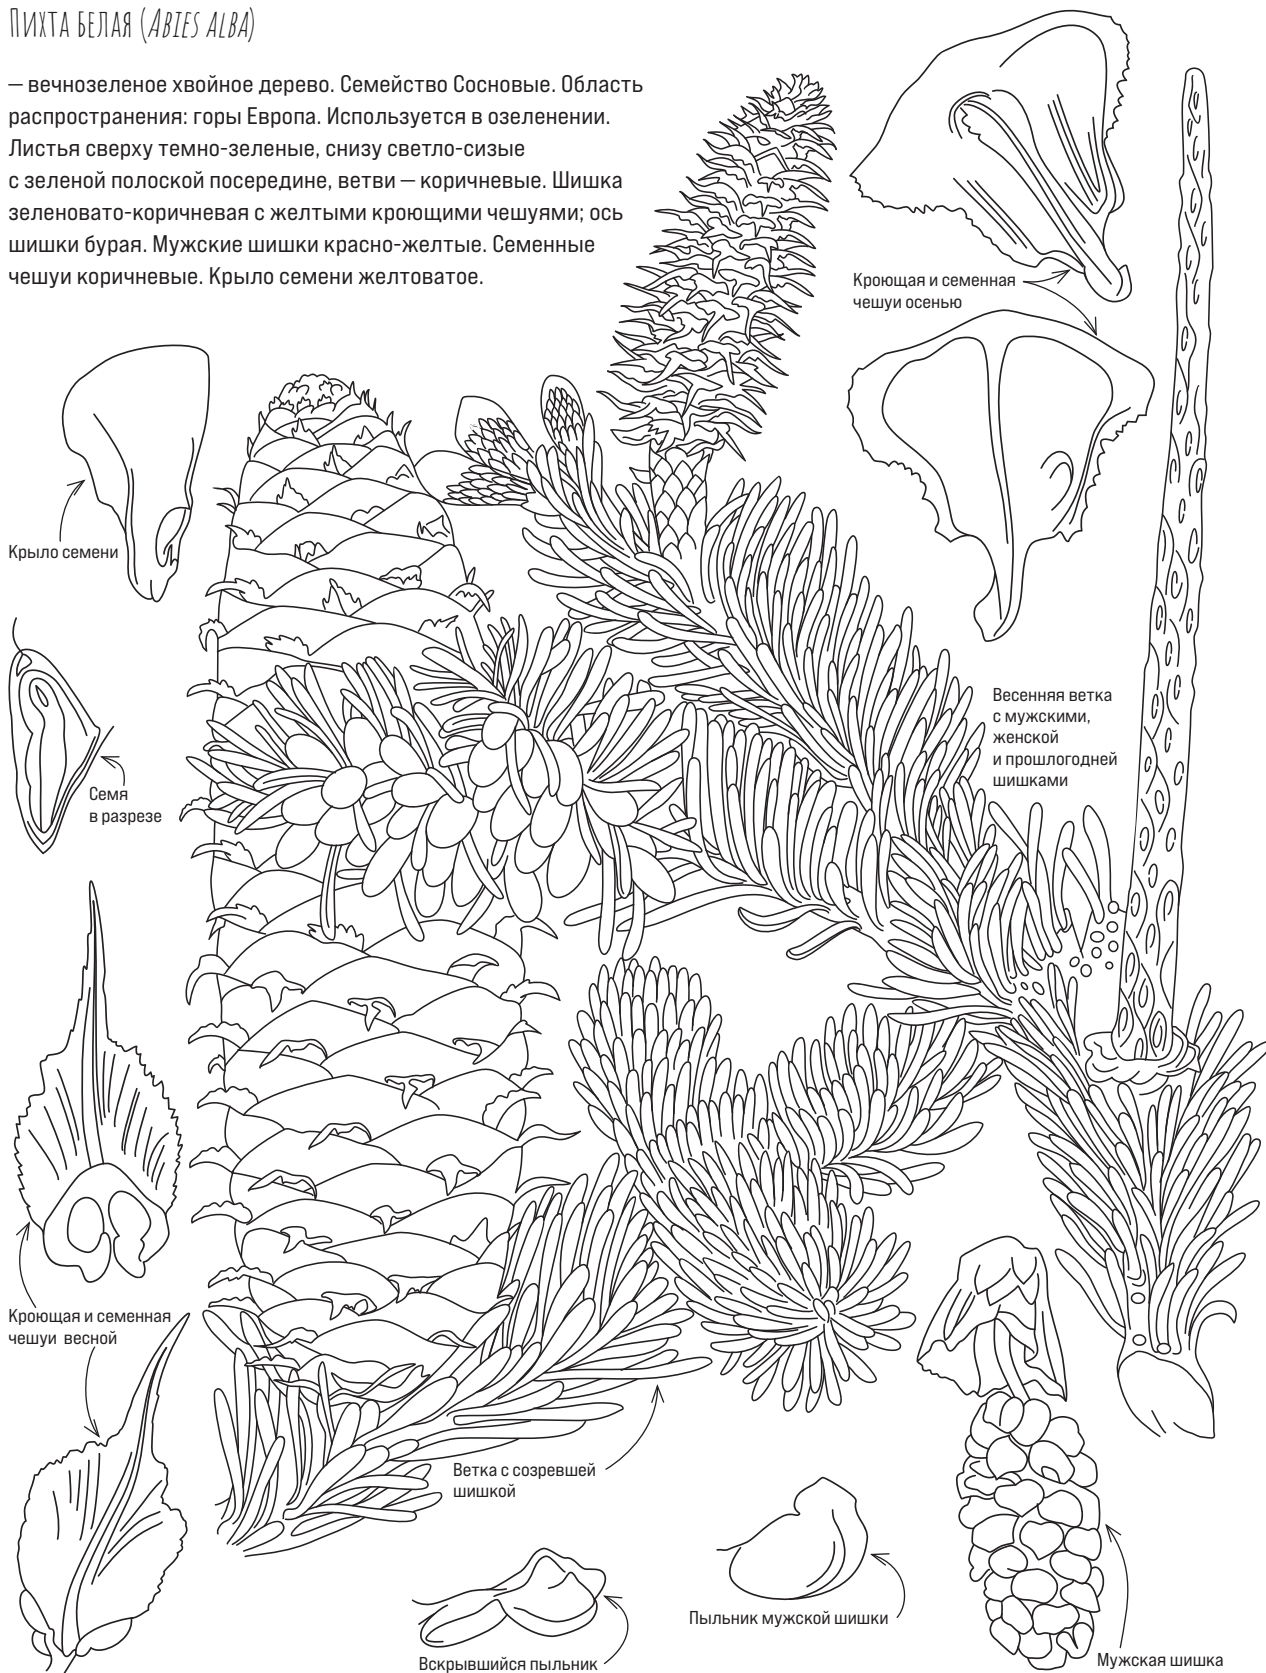 Пихта белая (Abies alba)
— вечнозеленое хвойное дерево. Семейство Сосновые. Область
распространения: горы Европа. Используется в озеленении.
Листья сверху темно-зеленые, снизу светло-сизые
с зеленой полоской посередине, ветви — коричневые. Шишка
зеленовато-коричневая с желтыми кроющими чешуями; ось
шишки бурая. Мужские шишки красно-желтые. Семенные
чешуи коричневые. Крыло семени желтоватое.
Кроющая и семенная
чешуи осенью
Крыло семени
Семя
в разрезе
Весенняя ветка
с мужскими,
женской
и прошлогодней
шишками
Кроющая и семенная
чешуи весной
Ветка с созревшей
шишкой
Пыльник мужской шишки
Вскрывшийся пыльник
Мужская шишка